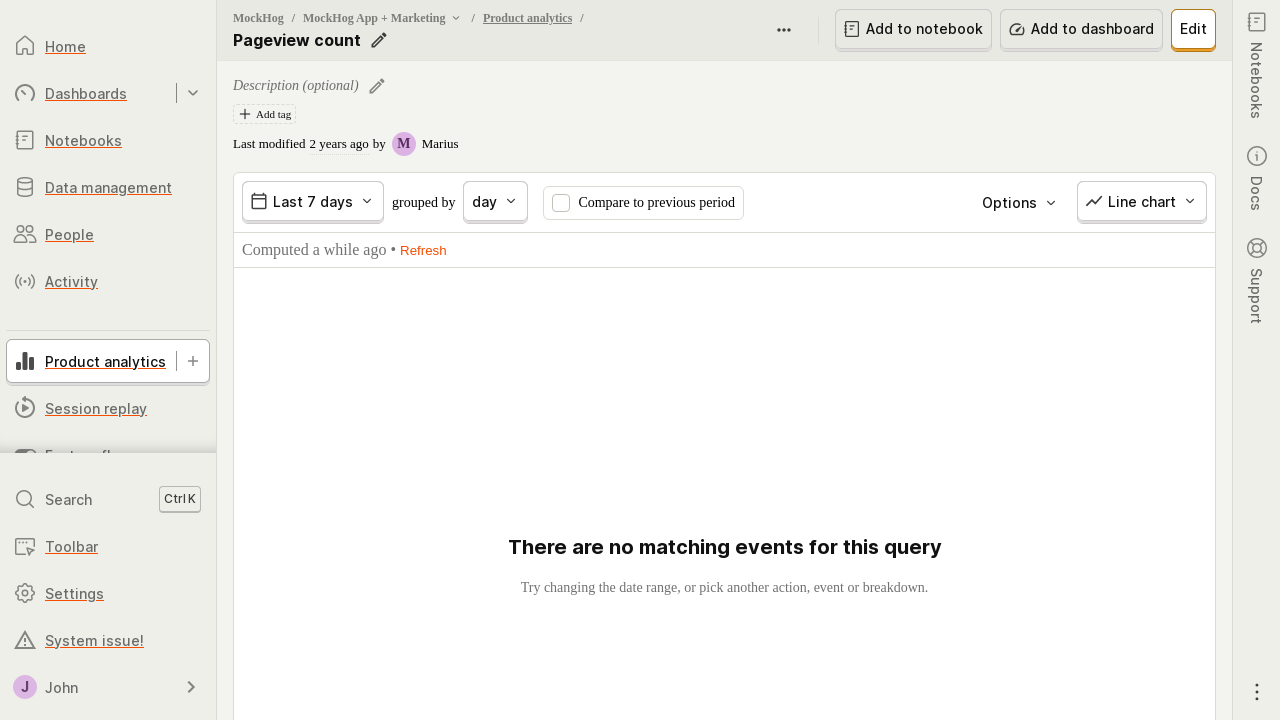 Home
Dashboards
Notebooks
Data management
People
Activity
Product analytics
Session replay
Search
Ctrl K
Toolbar
Settings
System issue!
J John
MockHog / MockHog App + Marketing / Product analytics /
Pageview count
Add to notebook
Add to dashboard
Edit
Description (optional)
Add tag
Last modified 2 years ago by M Marius
Last 7 days grouped by day Compare to previous period Options Line chart
Computed a while ago • Refresh
There are no matching events for this query
Try changing the date range, or pick another action, event or breakdown.
Notebooks
Docs
Support